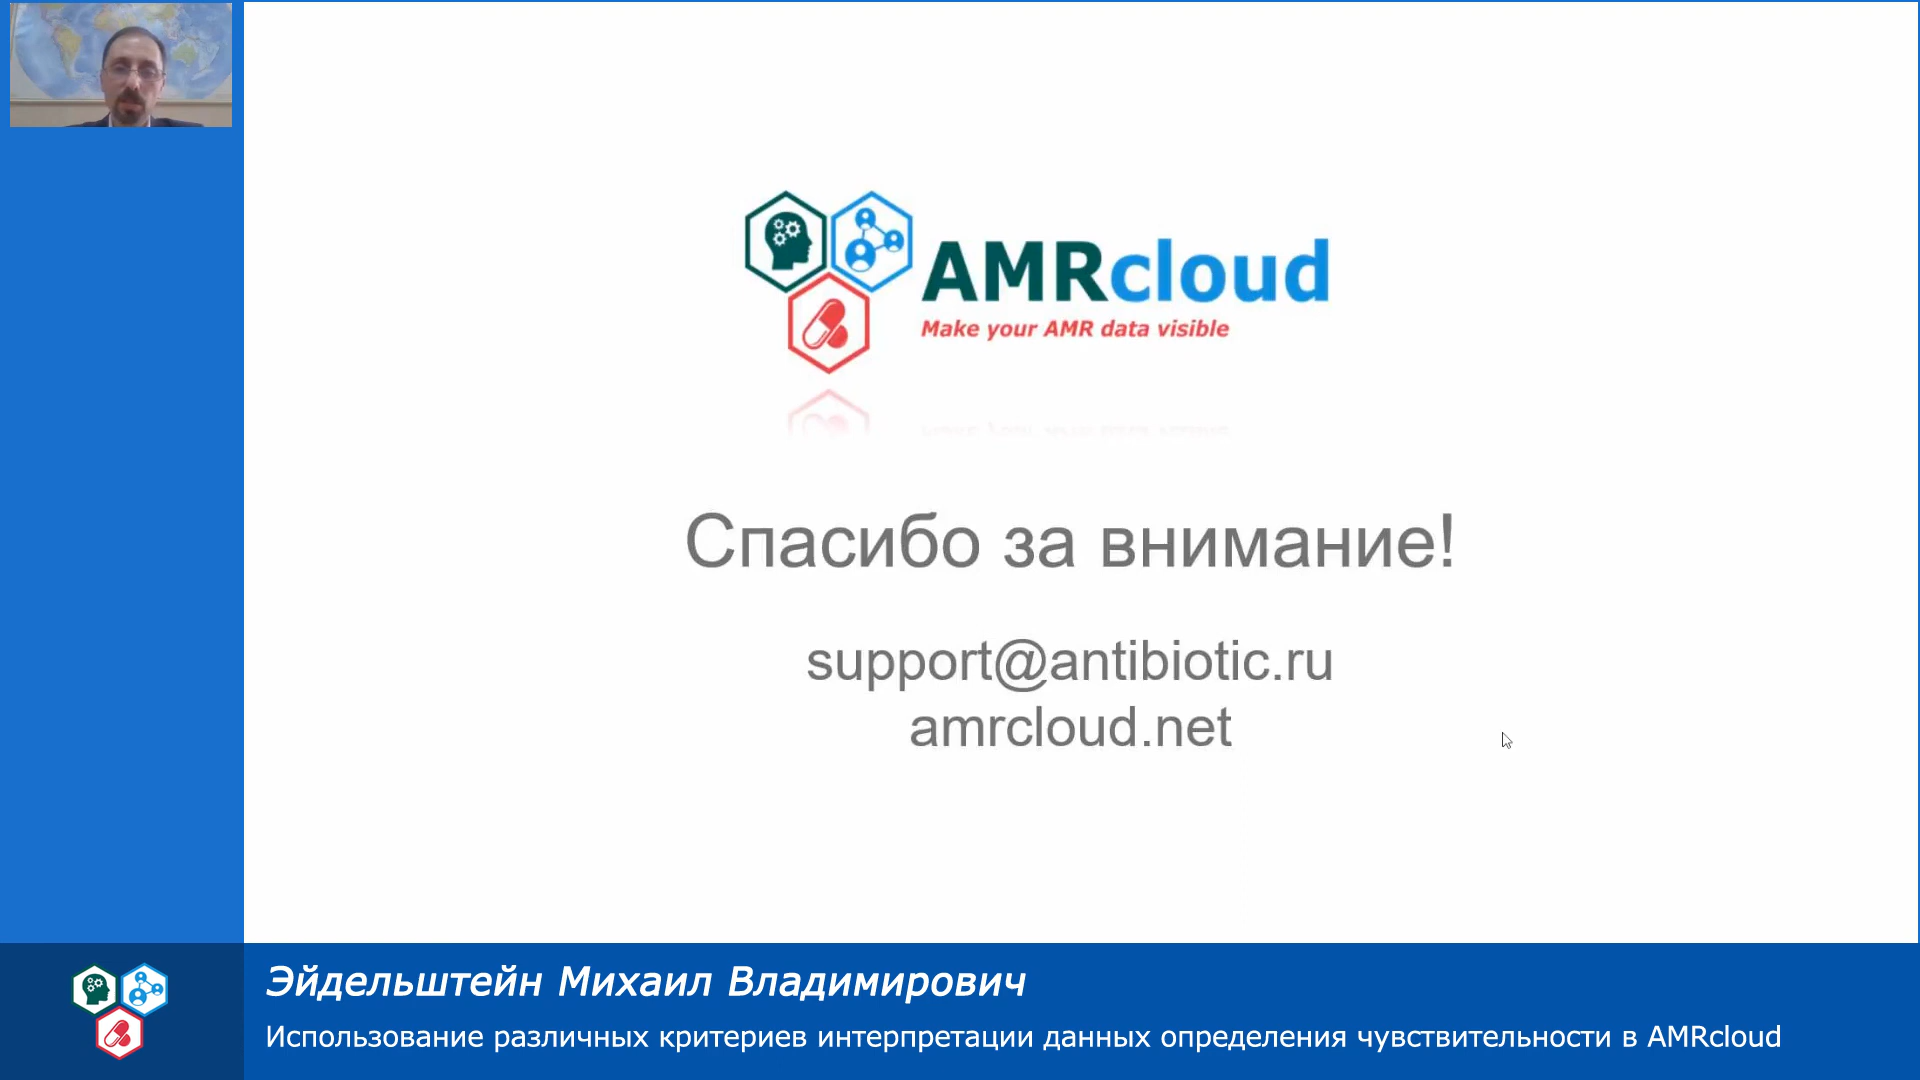 AMRcloud
Make your AMR data visible
Спасибо за внимание!
support@antibiotic.ru
amrcloud.net
Эйдельштейн Михаил Владимирович
Использование различных критериев интерпретации данных определения чувствительности в AMRcloud